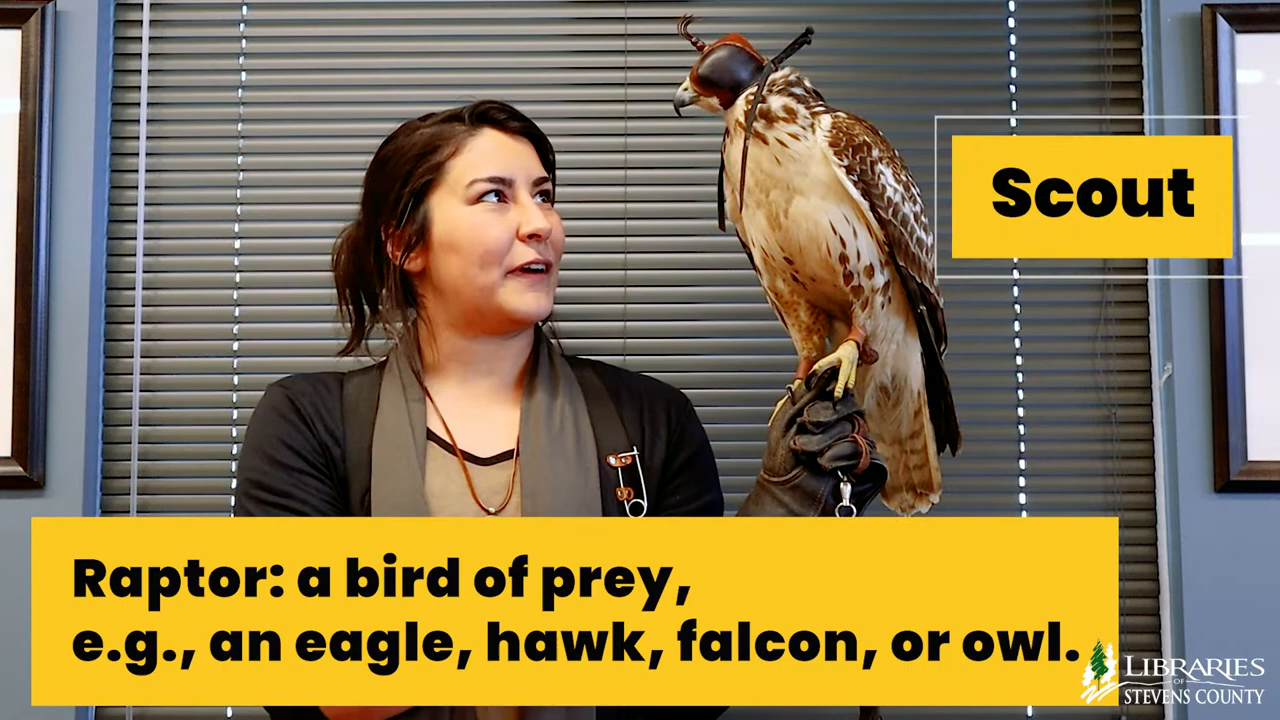 Scout
Raptor: a bird of prey,
e.g., an eagle, hawk, falcon, or owl.
LIBRARIES
OF
STEVENS COUNTY